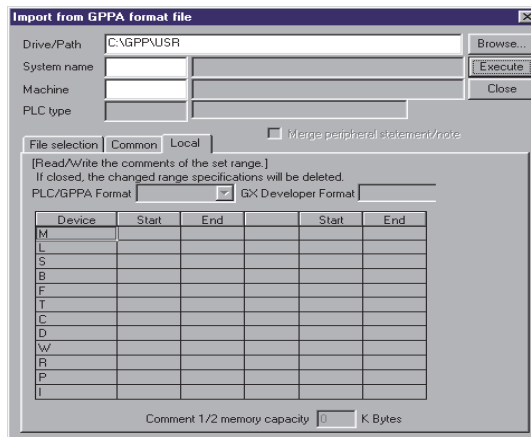 Import from GPPA format file
Drive/Path C:\GPP\USR Browse...
System name Execute
Machine Close
PLC type
Merge peripheral statement/note
File selection Common Local
[Read/Write the comments of the set range.]
If closed, the changed range specifications will be deleted.
PLC/GPPA Format GX Developer Format
Device Start End Start End
M
L
S
B
F
T
C
D
W
R
P
I
Comment 1/2 memory capacity 0 K Bytes